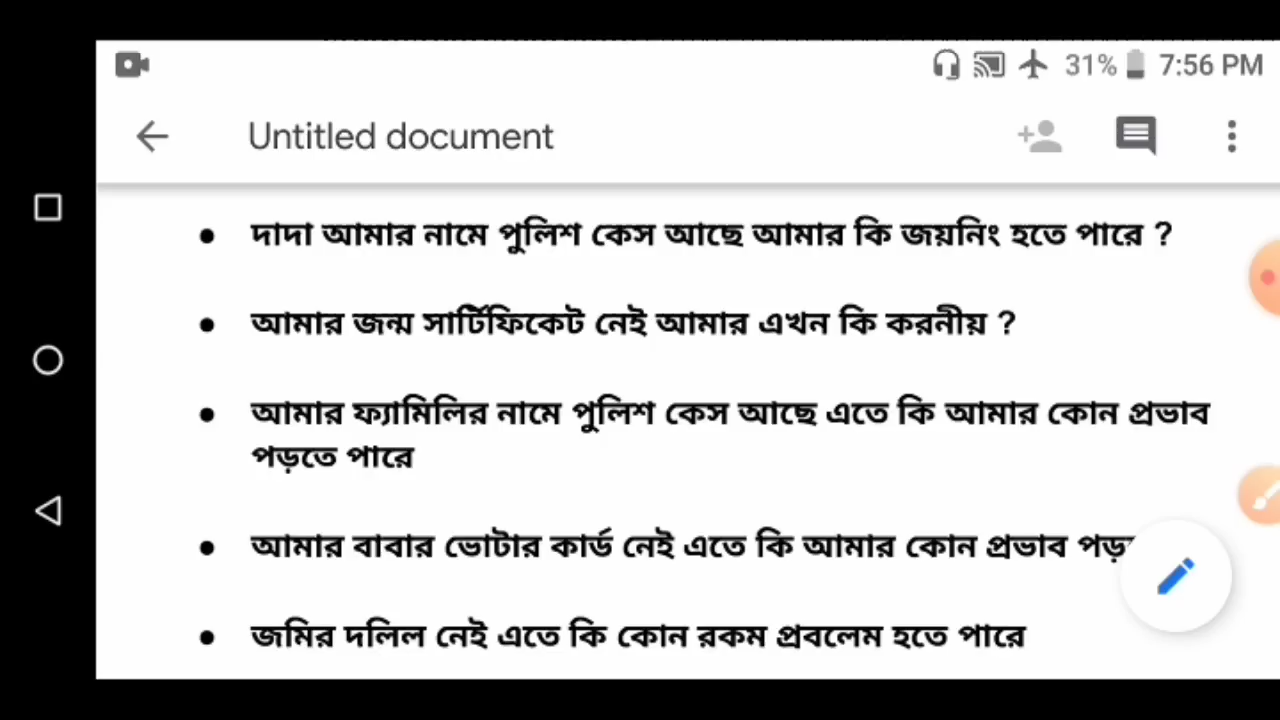 31% 7:56 PM
Untitled document
• দাদা আমার নামে পুলিশ কেস আছে আমার কি জয়নিং হতে পারে ?
• আমার জন্ম সার্টিফিকেট নেই আমার এখন কি করনীয় ?
• আমার ফ্যামিলির নামে পুলিশ কেস আছে এতে কি আমার কোন প্রভাব
পড়তে পারে
• আমার বাবার ভোটার কার্ড নেই এতে কি আমার কোন প্রভাব
• জমির দলিল নেই এতে কি কোন রকম প্রবলেম হতে পারে